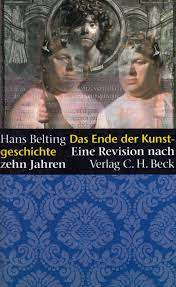 Hans Belting Das Ende der Kunst-
geschichte Eine Revision nach
zehn Jahren Verlag C. H. Beck